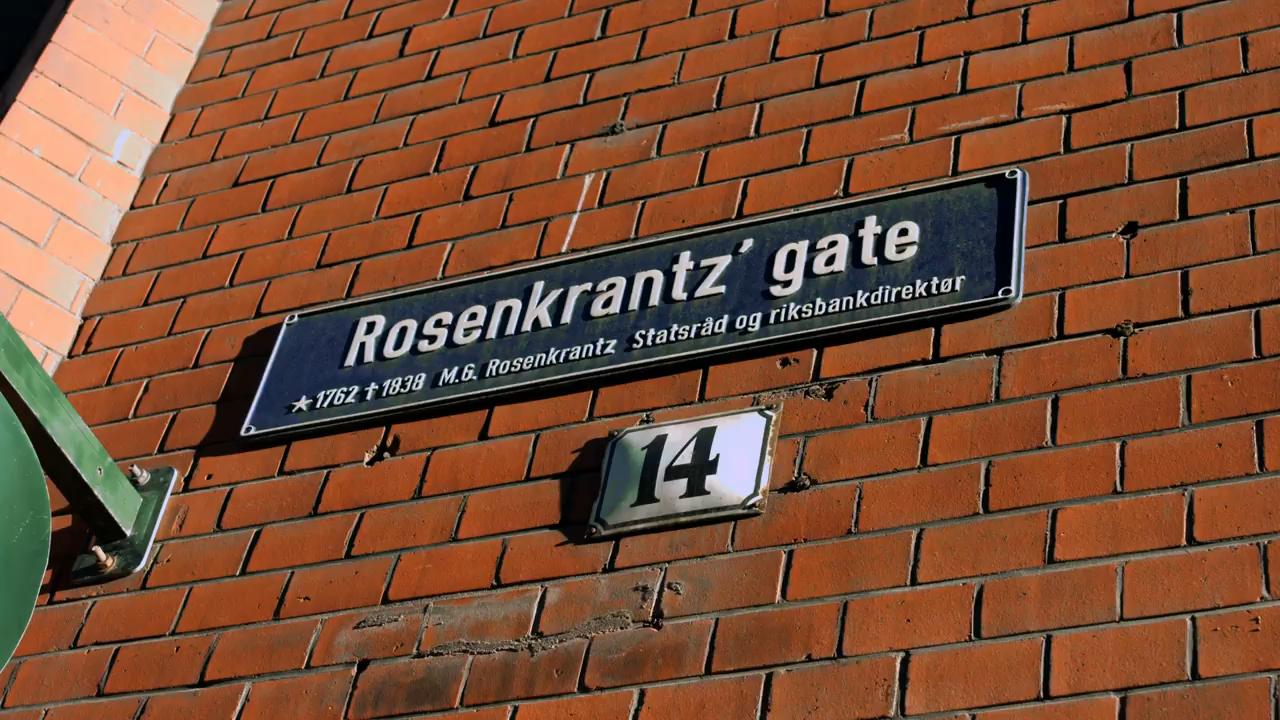 Rosenkrantz' gate
★1762 ✝1838 M.G. Rosenkrantz Statsråd og riksbankdirektør
14